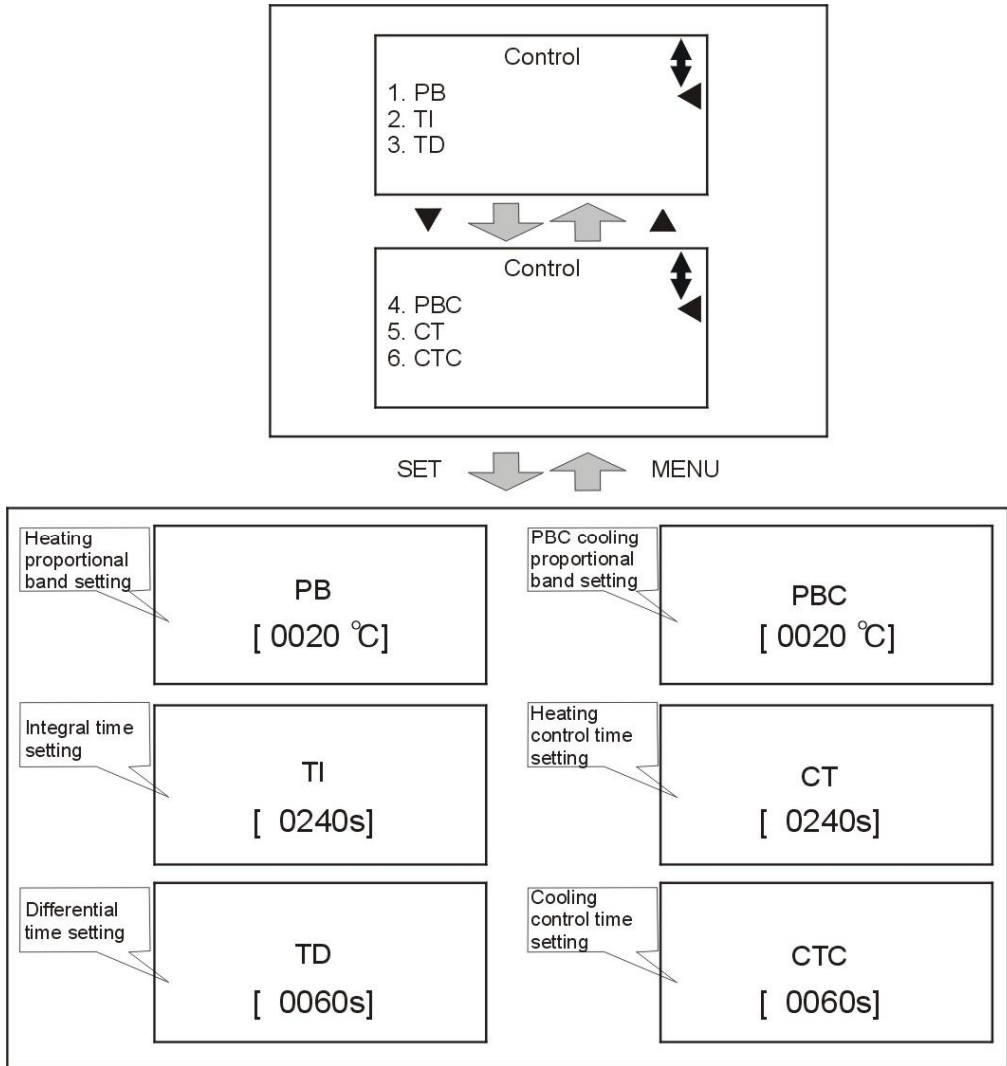 Control
1. PB
2. TI
3. TD
Control
4. PBC
5. CT
6. CTC
SET
MENU
Heating
proportional
band setting
PB
[ 0020 ℃]
PBC cooling
proportional
band setting
PBC
[ 0020 ℃]
Integral time
setting
TI
[ 0240s]
Heating
control time
setting
CT
[ 0240s]
Differential
time setting
TD
[ 0060s]
Cooling
control time
setting
CTC
[ 0060s]